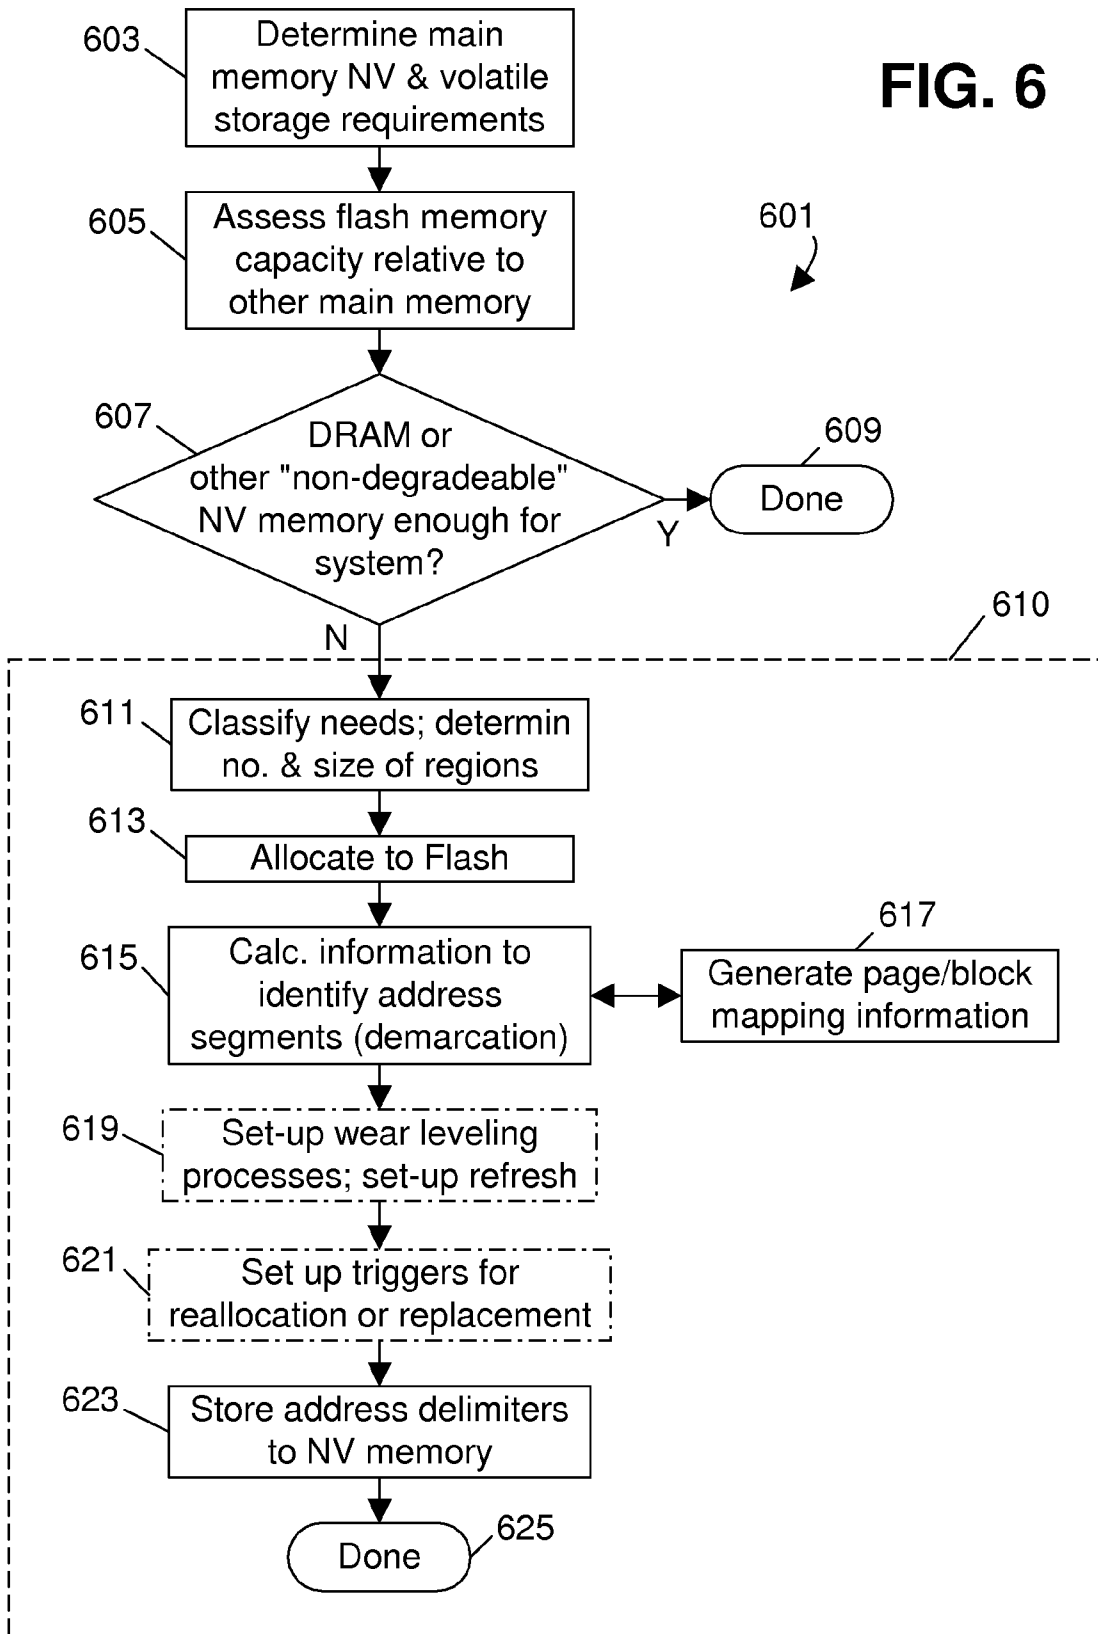 603
Determine main
memory NV & volatile
storage requirements
FIG. 6
605
Assess flash memory
capacity relative to
other main memory
601
607
DRAM or
other "non-degradeable"
NV memory enough for
system?
Y
609
Done
N
610
611
Classify needs; determin
no. & size of regions
613
Allocate to Flash
615
Calc. information to
identify address
segments (demarcation)
617
Generate page/block
mapping information
619
Set-up wear leveling
processes; set-up refresh
621
Set up triggers for
reallocation or replacement
623
Store address delimiters
to NV memory
Done
625